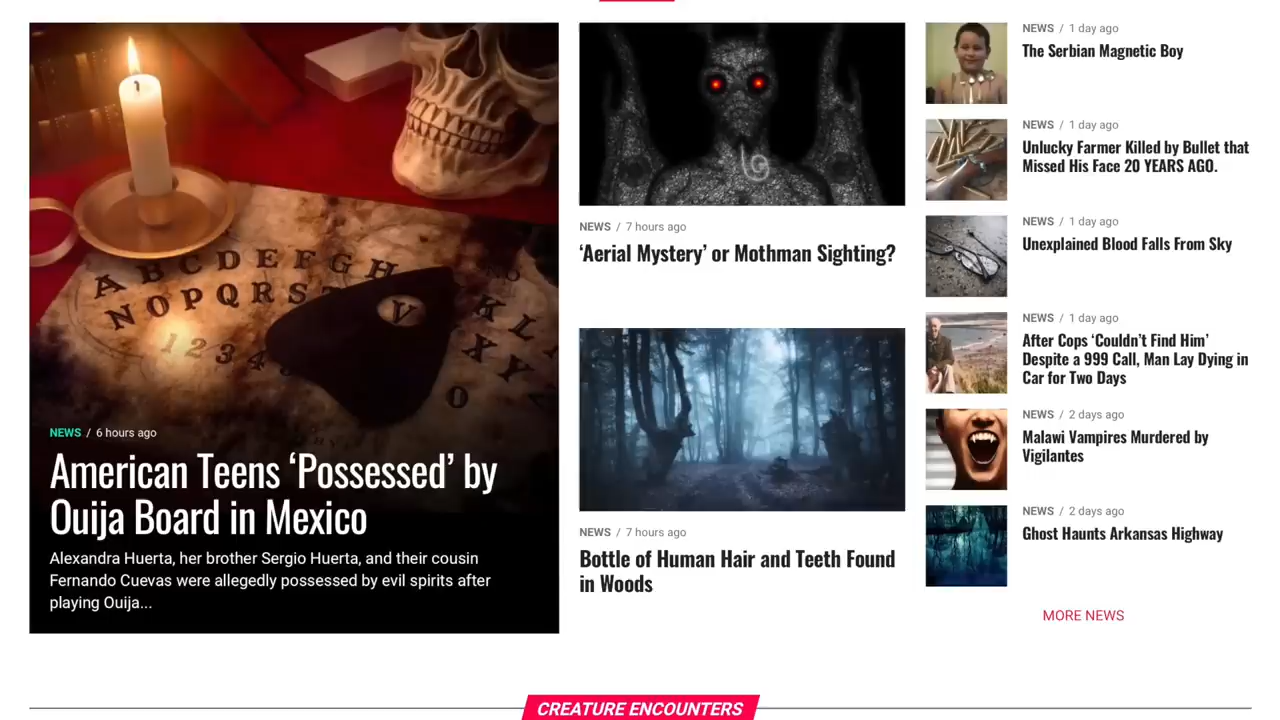 A B C D E F G H
N O P Q R S T
K L
X Y
V
1 2 3 4
O
NEWS / 6 hours ago
American Teens ‘Possessed’ by
Ouija Board in Mexico
Alexandra Huerta, her brother Sergio Huerta, and their cousin
Fernando Cuevas were allegedly possessed by evil spirits after
playing Ouija...
NEWS / 7 hours ago
‘Aerial Mystery’ or Mothman Sighting?
NEWS / 7 hours ago
Bottle of Human Hair and Teeth Found
in Woods
NEWS / 1 day ago
The Serbian Magnetic Boy
NEWS / 1 day ago
Unlucky Farmer Killed by Bullet that
Missed His Face 20 YEARS AGO.
NEWS / 1 day ago
Unexplained Blood Falls From Sky
NEWS / 1 day ago
After Cops ‘Couldn’t Find Him’
Despite a 999 Call, Man Lay Dying in
Car for Two Days
NEWS / 2 days ago
Malawi Vampires Murdered by
Vigilantes
NEWS / 2 days ago
Ghost Haunts Arkansas Highway
MORE NEWS
CREATURE ENCOUNTERS